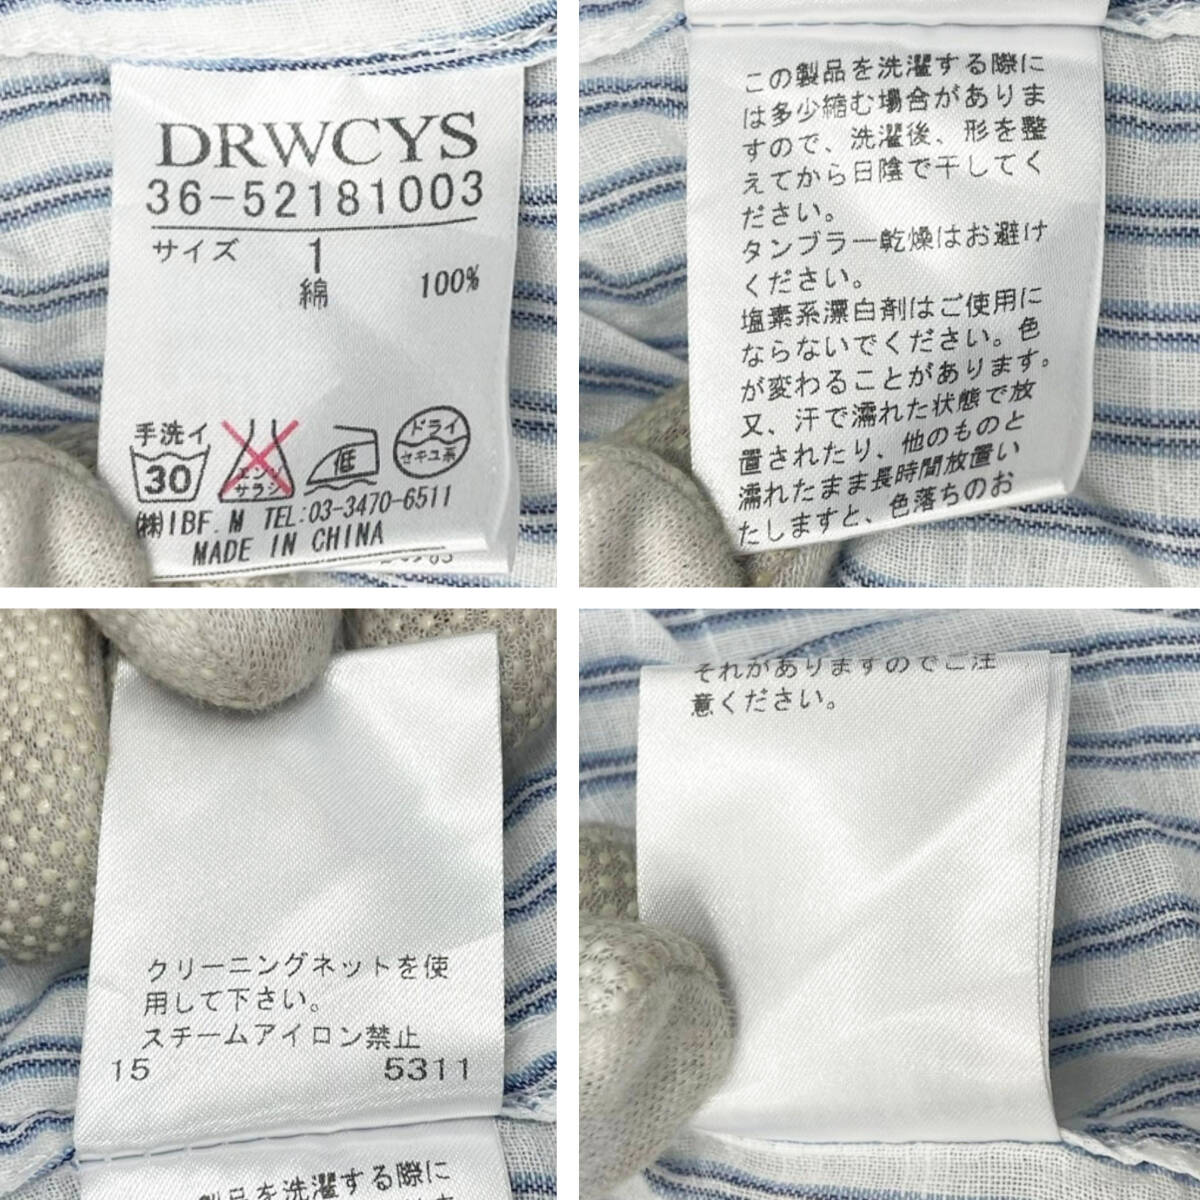 DRWCYS
36-52181003
サイズ 1
綿 100%
手洗イ
30
エンソ
サラシ
低
ドライ
セキユ系
㈱IBF.M TEL:03-3470-6511
MADE IN CHINA
この製品を洗濯する際に
は多少縮む場合がありま
すので、洗濯後、形を整
えてから日陰で干してく
ださい。
タンブラー乾燥はお避け
ください。
塩素系漂白剤はご使用に
ならないでください。色
が変わることがあります。
又、汗で濡れた状態で放
置されたり、他のものと
濡れたまま長時間放置い
たしますと、色落ちのお
クリーニングネットを使
用して下さい。
スチームアイロン禁止
15 5311
製品を洗濯する際に
それがありますのでご注
意ください。